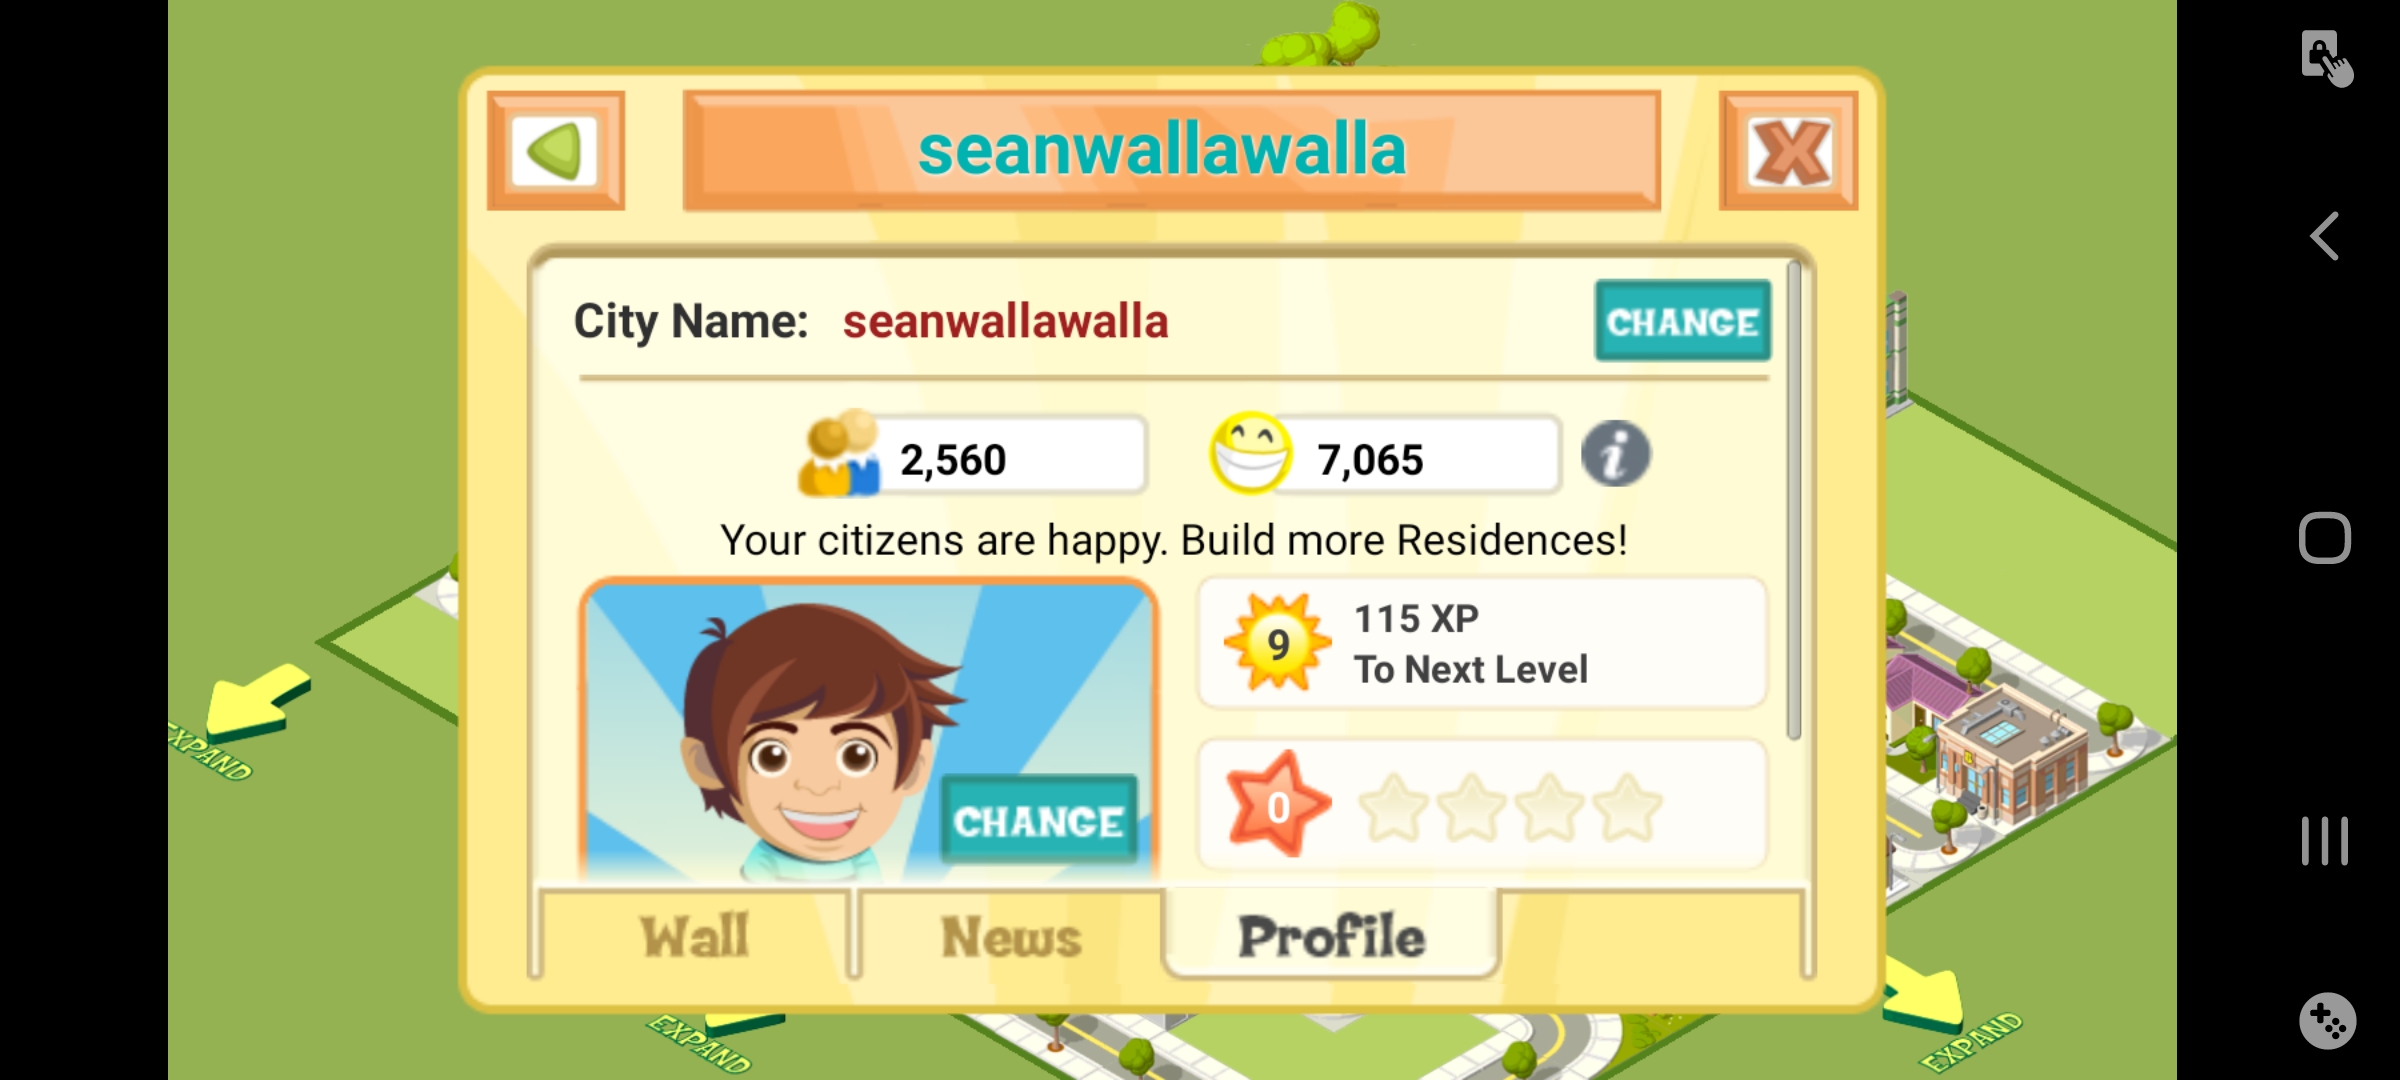 seanwallawalla
City Name: seanwallawalla
CHANGE
2,560
7,065
i
Your citizens are happy. Build more Residences!
9
115 XP
To Next Level
0
CHANGE
Wall
News
Profile
EXPAND
EXPAND
EXPAND